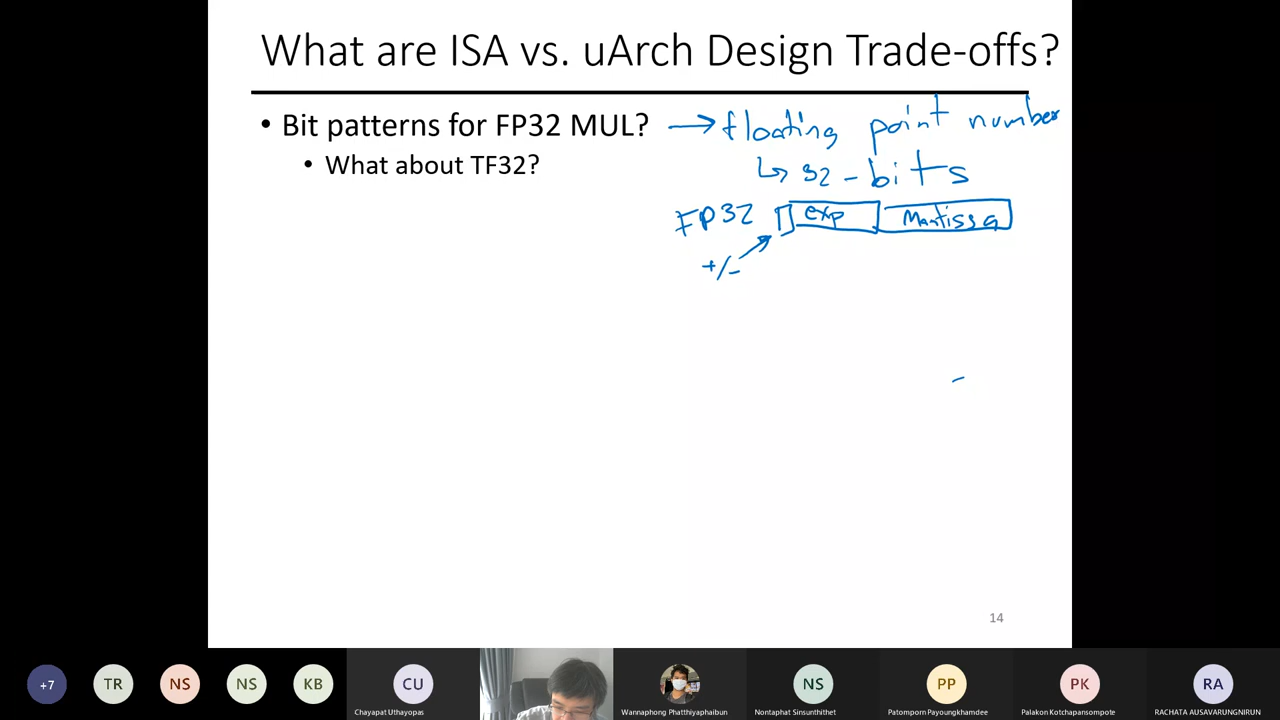 What are ISA vs. uArch Design Trade-offs?
• Bit patterns for FP32 MUL? → floating point number
• What about TF32? ↳ 32-bits
FP32 exp Mantissa
+/-
14
+7 TR NS NS KB CU NS PP PK RA
Chayapat Uthayopas Wannaphong Phatthiyaphaibun Nontaphat Sinsunthithet Patomporn Payoungkhamdee Palakon Kotchapansompote RACHATA AUSAVARUNGNIRUN